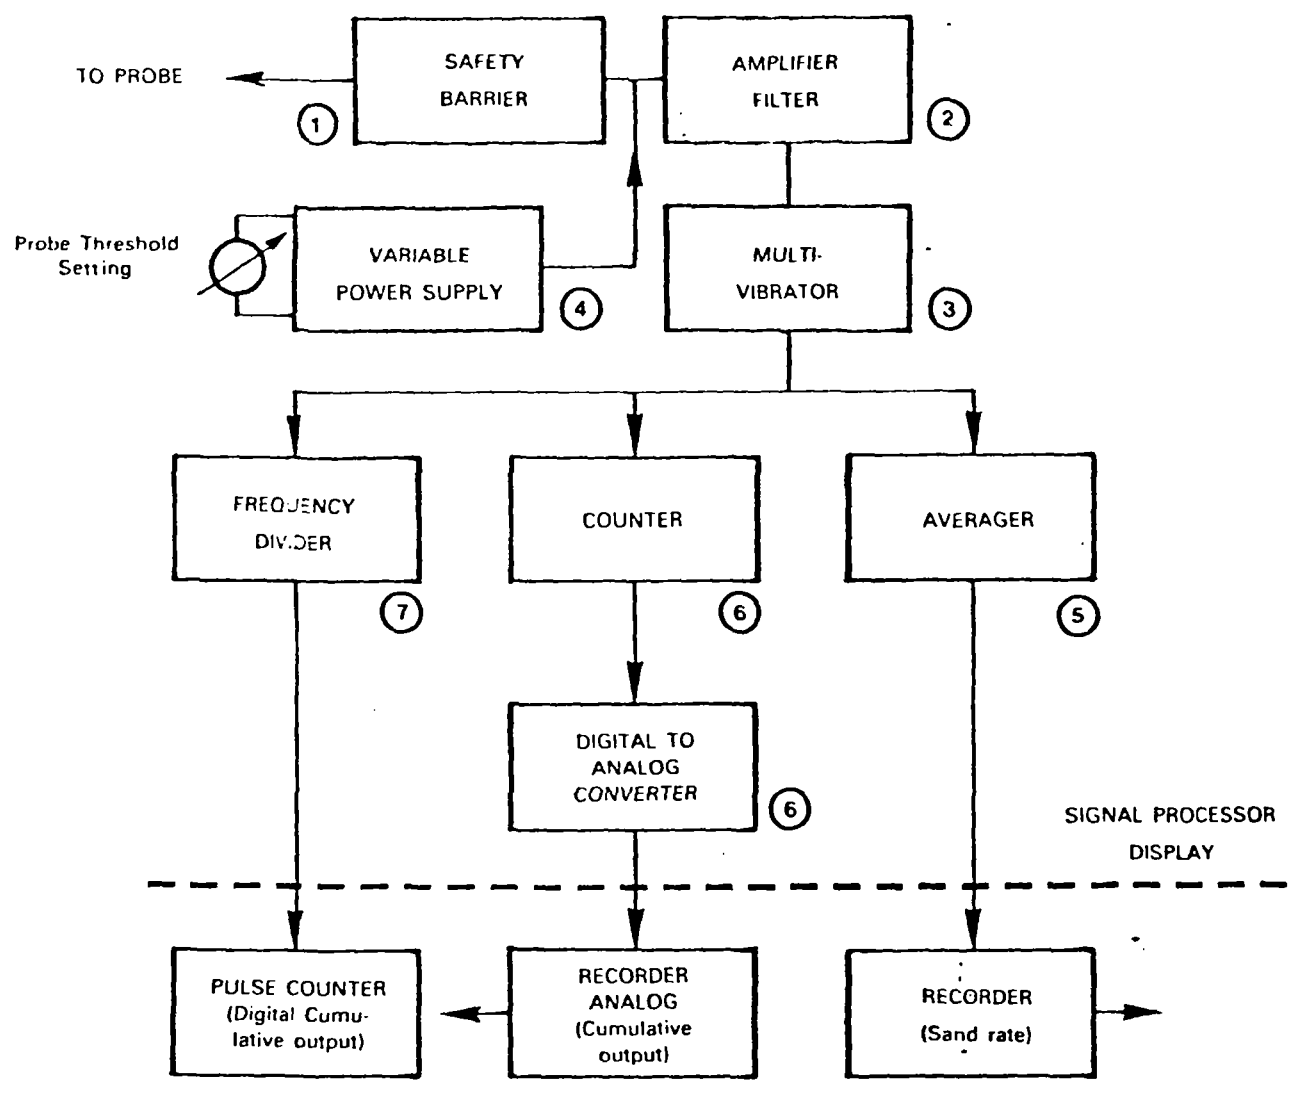 TO PROBE
SAFETY
BARRIER
1
AMPLIFIER
FILTER
2
Probe Threshold
Setting
VARIABLE
POWER SUPPLY
4
MULTI-
VIBRATOR
3
FREQUENCY
DIVIDER
7
COUNTER
6
AVERAGER
5
DIGITAL TO
ANALOG
CONVERTER
6
SIGNAL PROCESSOR
DISPLAY
PULSE COUNTER
(Digital Cumu-
lative output)
RECORDER
ANALOG
(Cumulative
output)
RECORDER
(Sand rate)